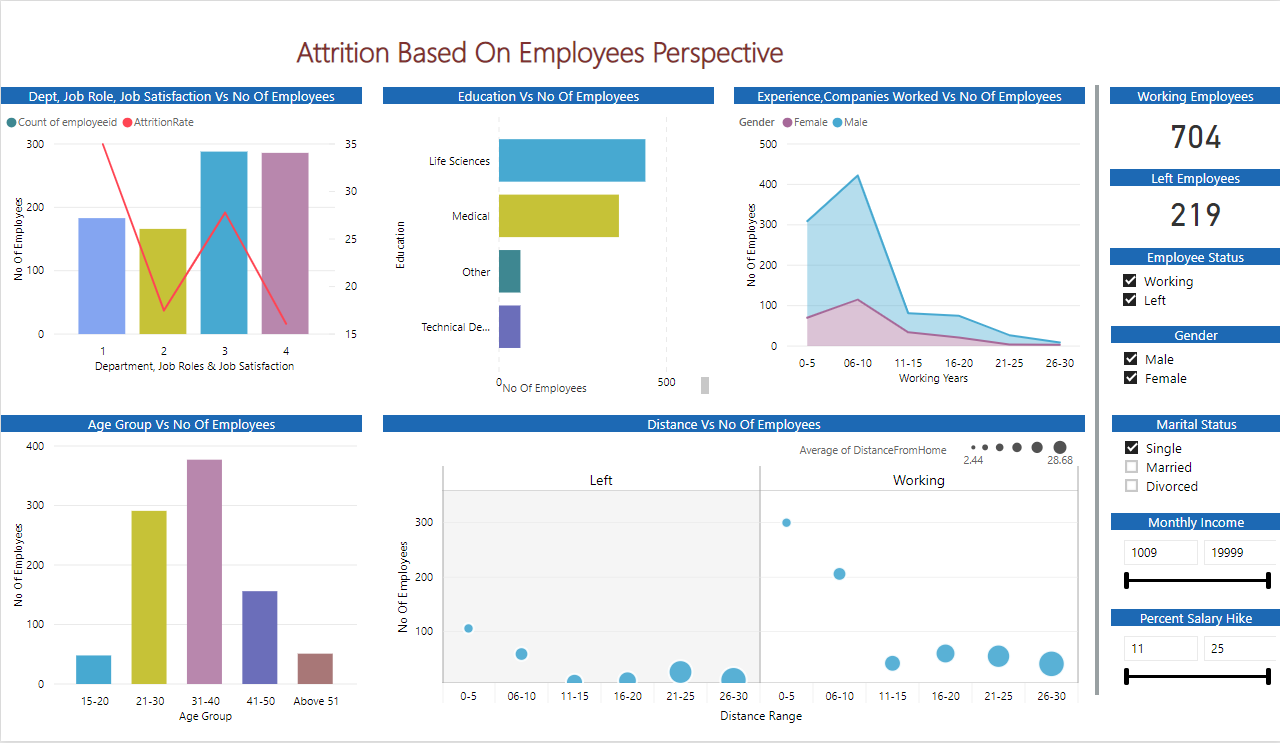 Attrition Based On Employees Perspective
Dept, Job Role, Job Satisfaction Vs No Of Employees
Count of employeeid AttritionRate
300
200
100
0
35
30
25
20
15
No Of Employees
1 2 3 4
Department, Job Roles & Job Satisfaction
Education Vs No Of Employees
Education
Life Sciences
Medical
Other
Technical De...
0 500
No Of Employees
Experience,Companies Worked Vs No Of Employees
Gender Female Male
500
400
300
200
100
0
No Of Employees
0-5 06-10 11-15 16-20 21-25 26-30
Working Years
Age Group Vs No Of Employees
400
300
200
100
0
No Of Employees
15-20 21-30 31-40 41-50 Above 51
Age Group
Distance Vs No Of Employees
Average of DistanceFromHome
2.44 28.68
Left Working
300
200
100
No Of Employees
0-5 06-10 11-15 16-20 21-25 26-30 0-5 06-10 11-15 16-20 21-25 26-30
Distance Range
Working Employees
704
Left Employees
219
Employee Status
Working
Left
Gender
Male
Female
Marital Status
Single
Married
Divorced
Monthly Income
1009 19999
Percent Salary Hike
11 25